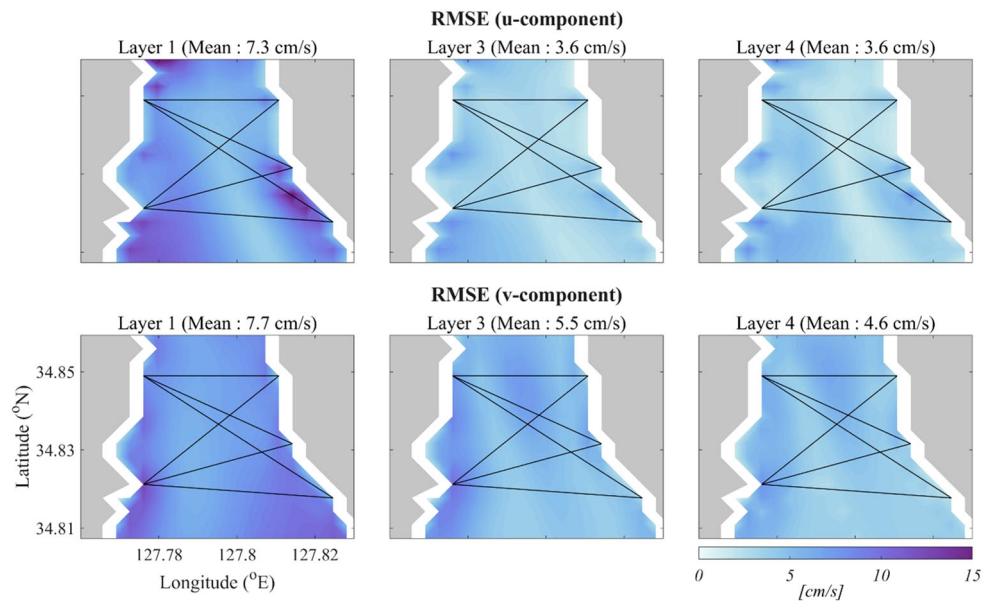 RMSE (u-component)
Layer 1 (Mean : 7.3 cm/s)
Layer 3 (Mean : 3.6 cm/s)
Layer 4 (Mean : 3.6 cm/s)
RMSE (v-component)
Layer 1 (Mean : 7.7 cm/s)
Layer 3 (Mean : 5.5 cm/s)
Layer 4 (Mean : 4.6 cm/s)
34.85
34.83
34.81
Latitude (°N)
127.78 127.8 127.82
Longitude (°E)
0 5 10 15
[cm/s]